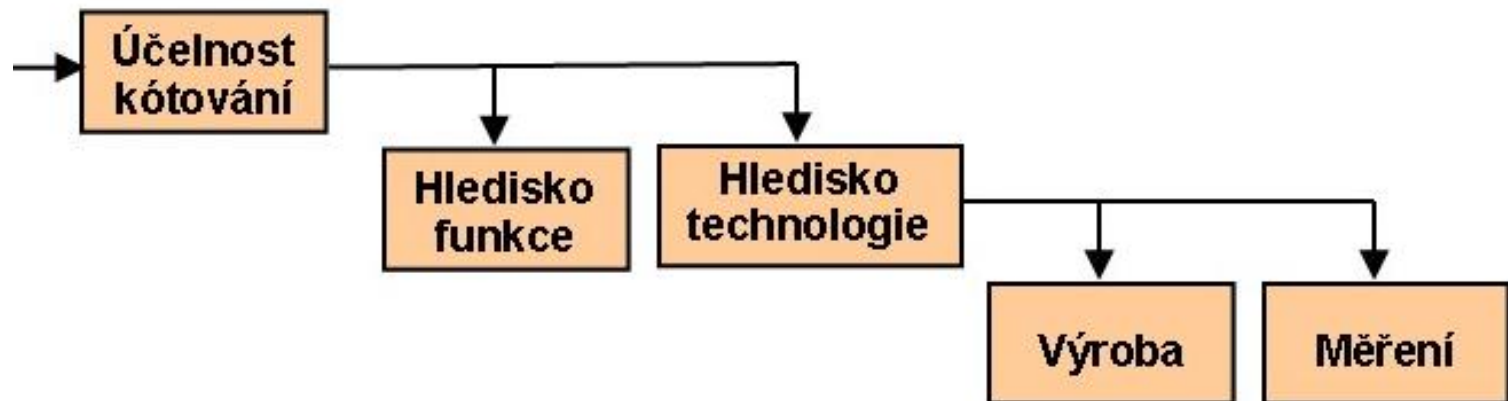 Účelnost
kótování
Hledisko
funkce
Hledisko
technologie
Výroba
Měření